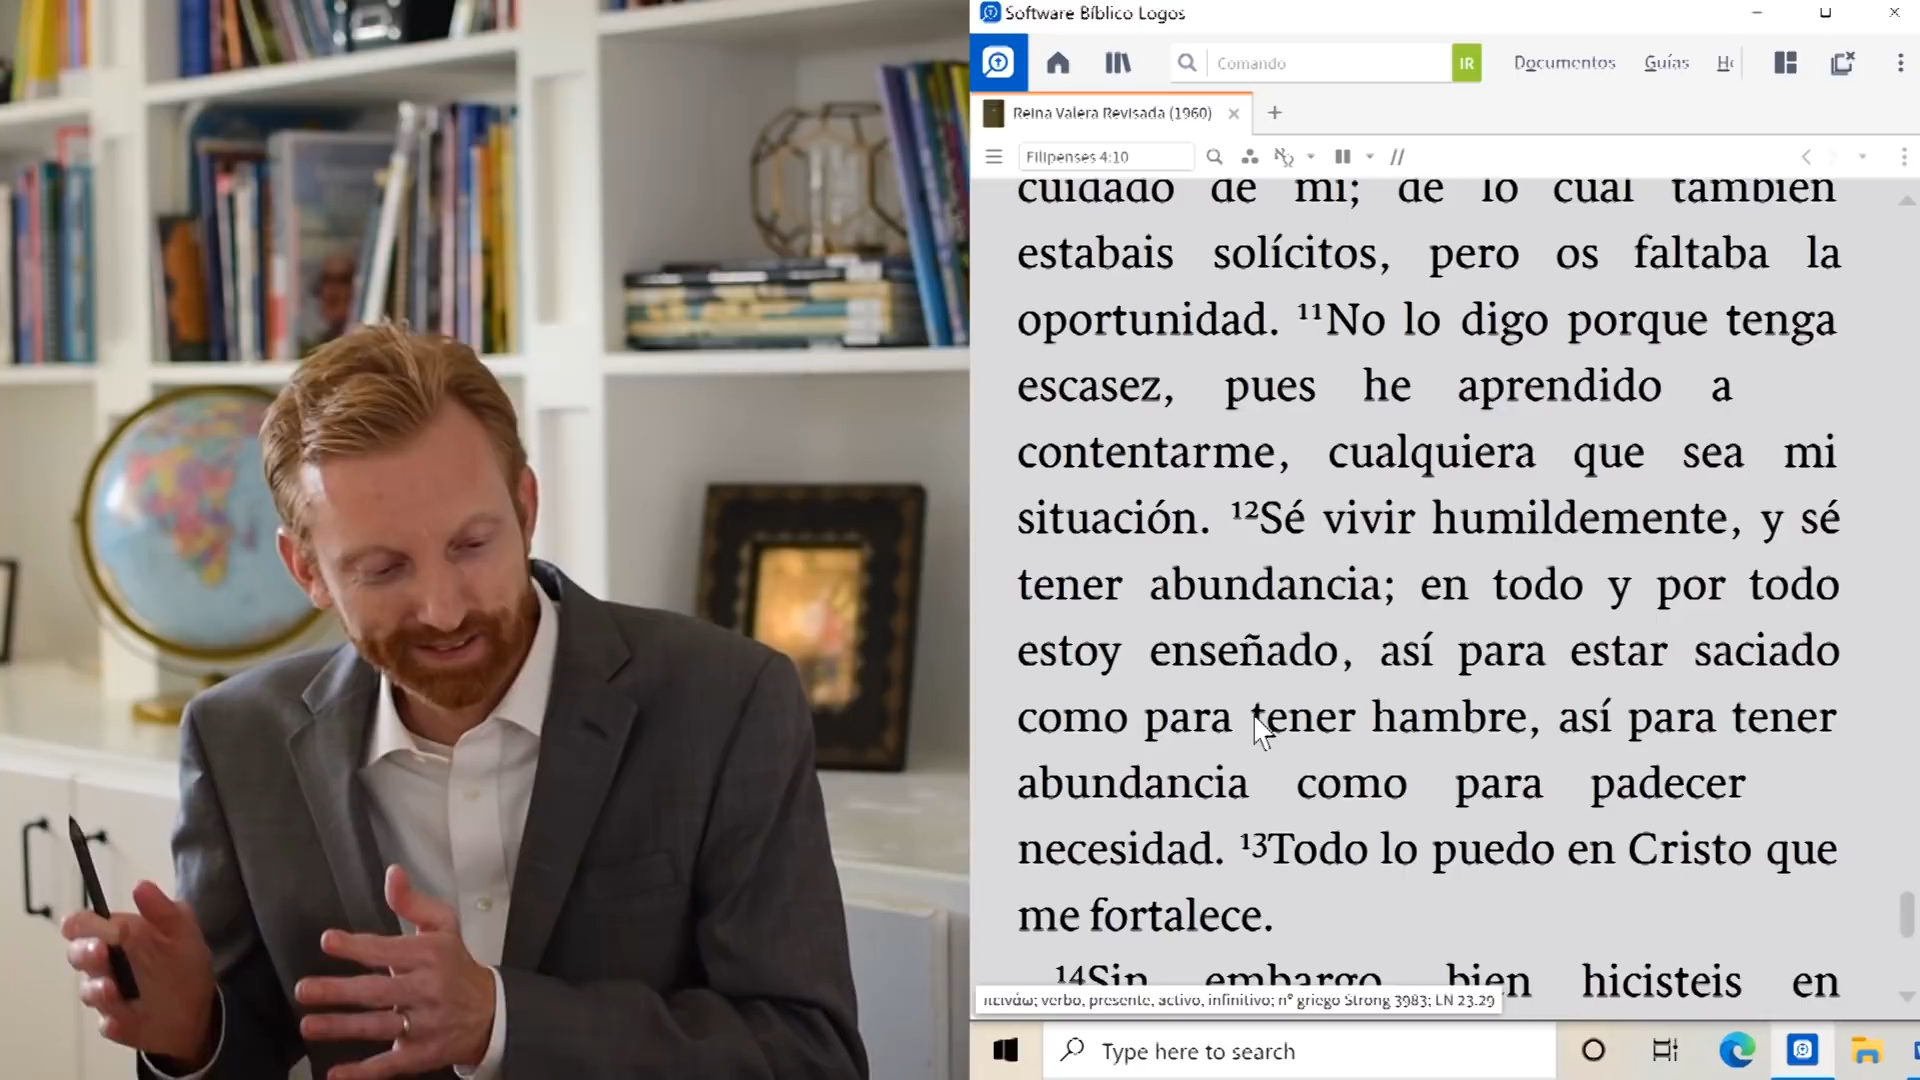 Software Bíblico Logos
Comando
IR
Documentos
Guías
Reina Valera Revisada (1960)
Filipenses 4:10
cuidado de mí; de lo cual también
estabais solícitos, pero os faltaba la
oportunidad. ¹¹No lo digo porque tenga
escasez, pues he aprendido a
contentarme, cualquiera que sea mi
situación. ¹²Sé vivir humildemente, y sé
tener abundancia; en todo y por todo
estoy enseñado, así para estar saciado
como para tener hambre, así para tener
abundancia como para padecer
necesidad. ¹³Todo lo puedo en Cristo que
me fortalece.
¹⁴Sin embargo, bien hicisteis en
πεινάω; verbo, presente, activo, infinitivo; n° griego Strong 3983; LN 23.29
Type here to search